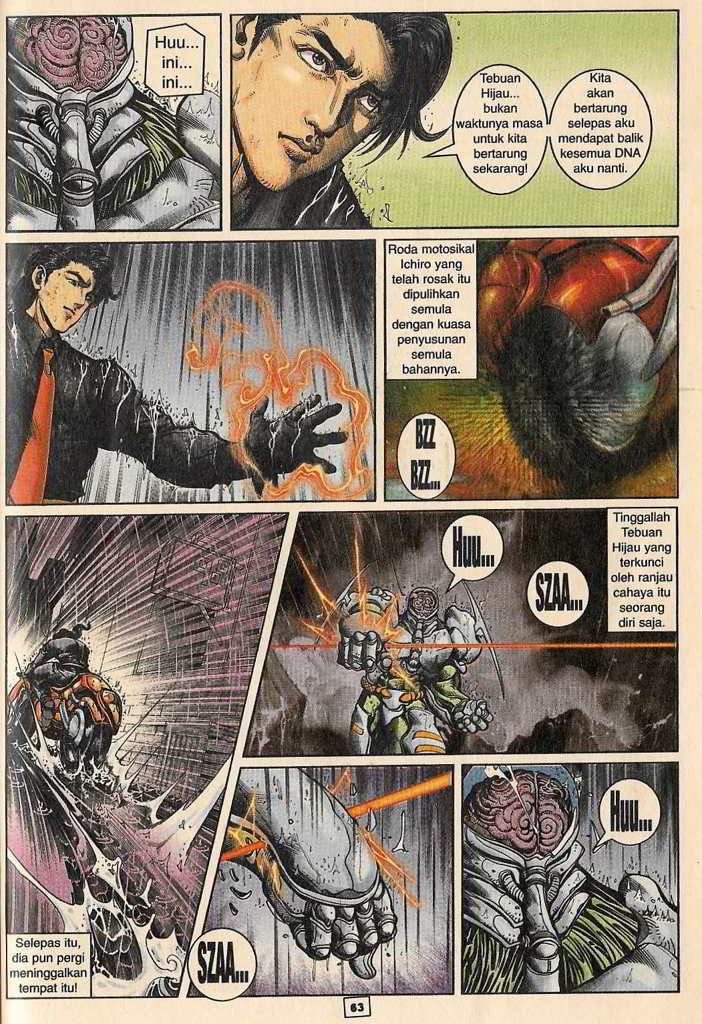 Huu...
ini...
ini...
Tebuan
Hijau...
bukan
waktunya masa
untuk kita
bertarung
sekarang!
Kita
akan
bertarung
selepas aku
mendapat balik
kesemua DNA
aku nanti.
Roda motosikal
Ichiro yang
telah rosak itu
dipulihkan
semula
dengan kuasa
penyusunan
semula
bahannya.
BZZ
BZZ...
Selepas itu,
dia pun pergi
meninggalkan
tempat itu!
Huu...
SZAA...
Tinggallah
Tebuan
Hijau yang
terkunci
oleh ranjau
cahaya itu
seorang
diri saja.
SZAA...
Huu...
63